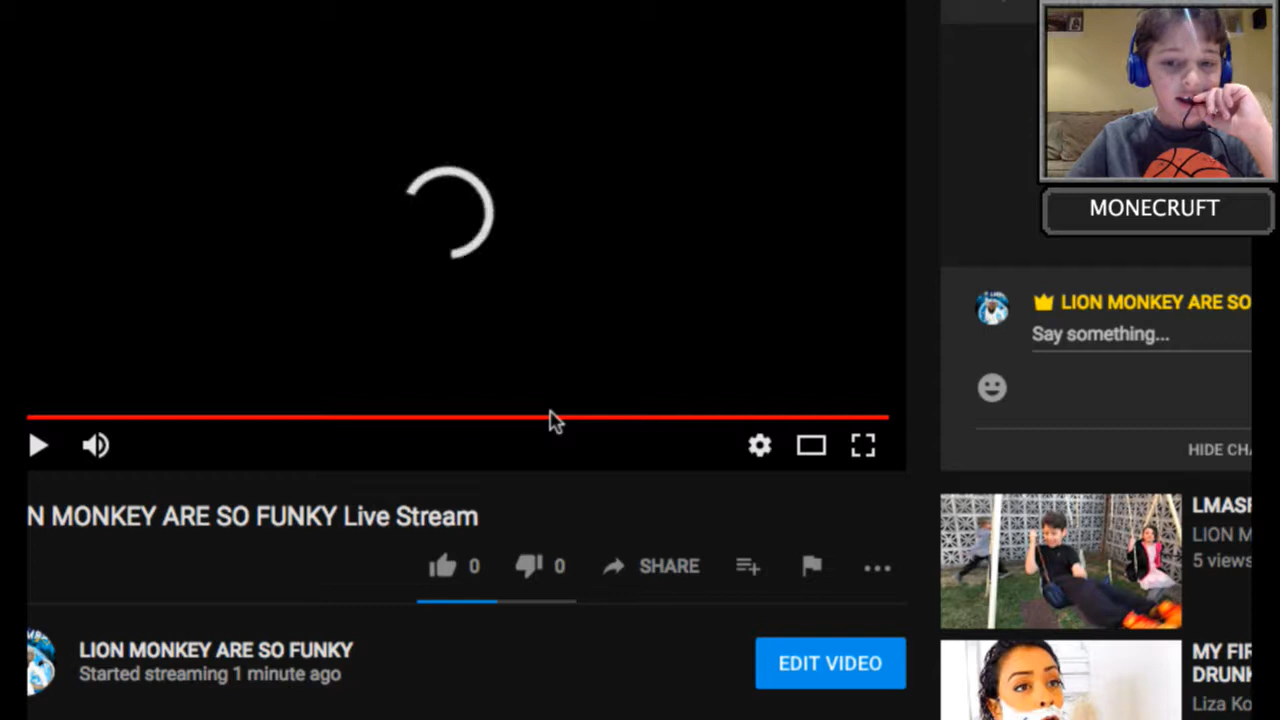 MONECRUFT
LION MONKEY ARE SO
Say something...
HIDE CHA
N MONKEY ARE SO FUNKY Live Stream
0
0
SHARE
LION MONKEY ARE SO FUNKY
Started streaming 1 minute ago
EDIT VIDEO
LMASF
LION M
5 views
MY FIR
DRUNK
Liza Ko